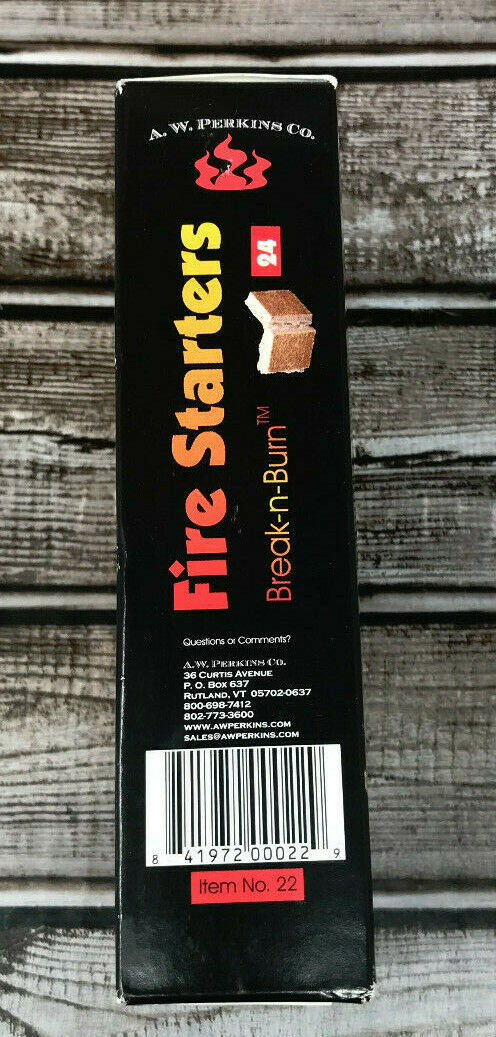 A. W. PERKINS CO.
Fire Starters
24
Break-n-Burn™
Questions or Comments?
A.W. PERKINS CO.
36 CURTIS AVENUE
P. O. BOX 637
RUTLAND, VT 05702-0637
800-698-7412
802-773-3600
WWW.AWPERKINS.COM
SALES@AWPERKINS.COM
8 41972 00022 9
Item No. 22